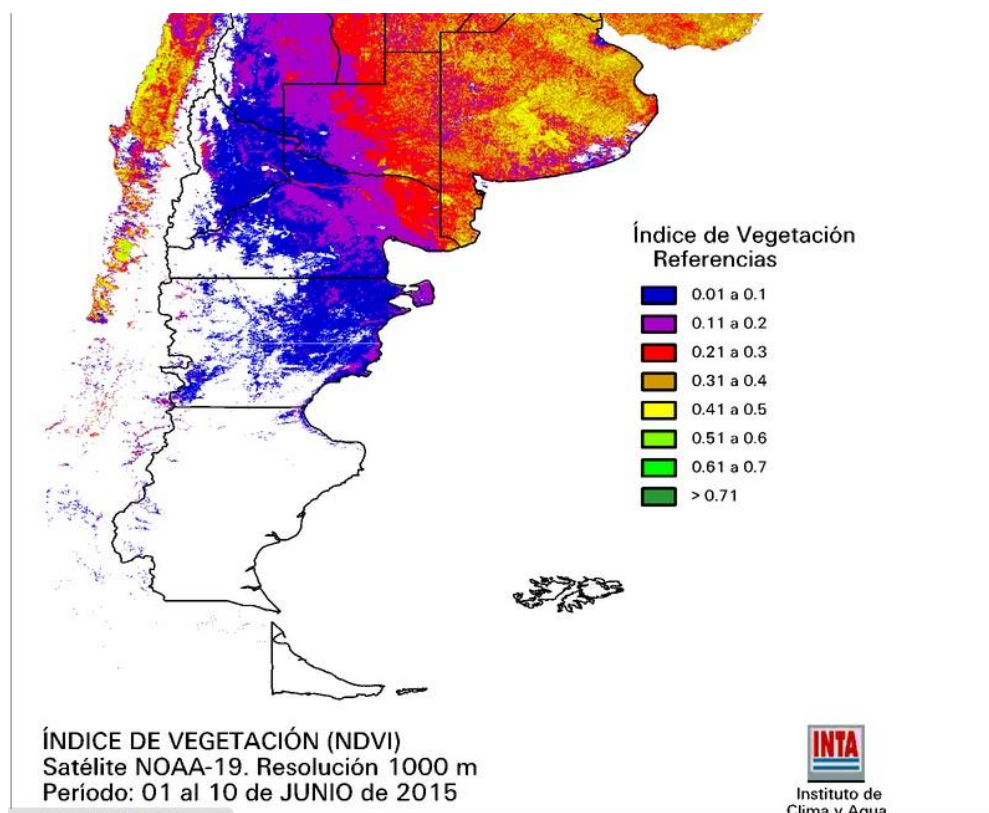 Índice de Vegetación
Referencias
0.01 a 0.1
0.11 a 0.2
0.21 a 0.3
0.31 a 0.4
0.41 a 0.5
0.51 a 0.6
0.61 a 0.7
> 0.71
ÍNDICE DE VEGETACIÓN (NDVI)
Satélite NOAA-19. Resolución 1000 m
Período: 01 al 10 de JUNIO de 2015
INTA
Instituto de
Clima y Agua